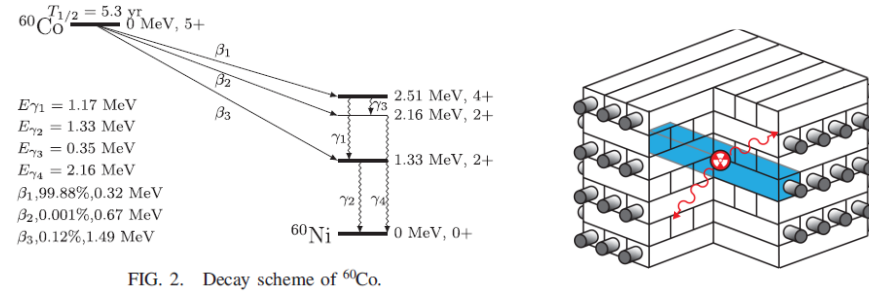 ⁶⁰Co T₁/₂ = 5.3 yr 0 MeV, 5+
β₁
β₂
β₃
2.51 MeV, 4+
γ₃
2.16 MeV, 2+
γ₁
1.33 MeV, 2+
γ₂ γ₄
⁶⁰Ni 0 MeV, 0+
Eγ₁ = 1.17 MeV
Eγ₂ = 1.33 MeV
Eγ₃ = 0.35 MeV
Eγ₄ = 2.16 MeV
β₁,99.88%,0.32 MeV
β₂,0.001%,0.67 MeV
β₃,0.12%,1.49 MeV
FIG. 2. Decay scheme of ⁶⁰Co.